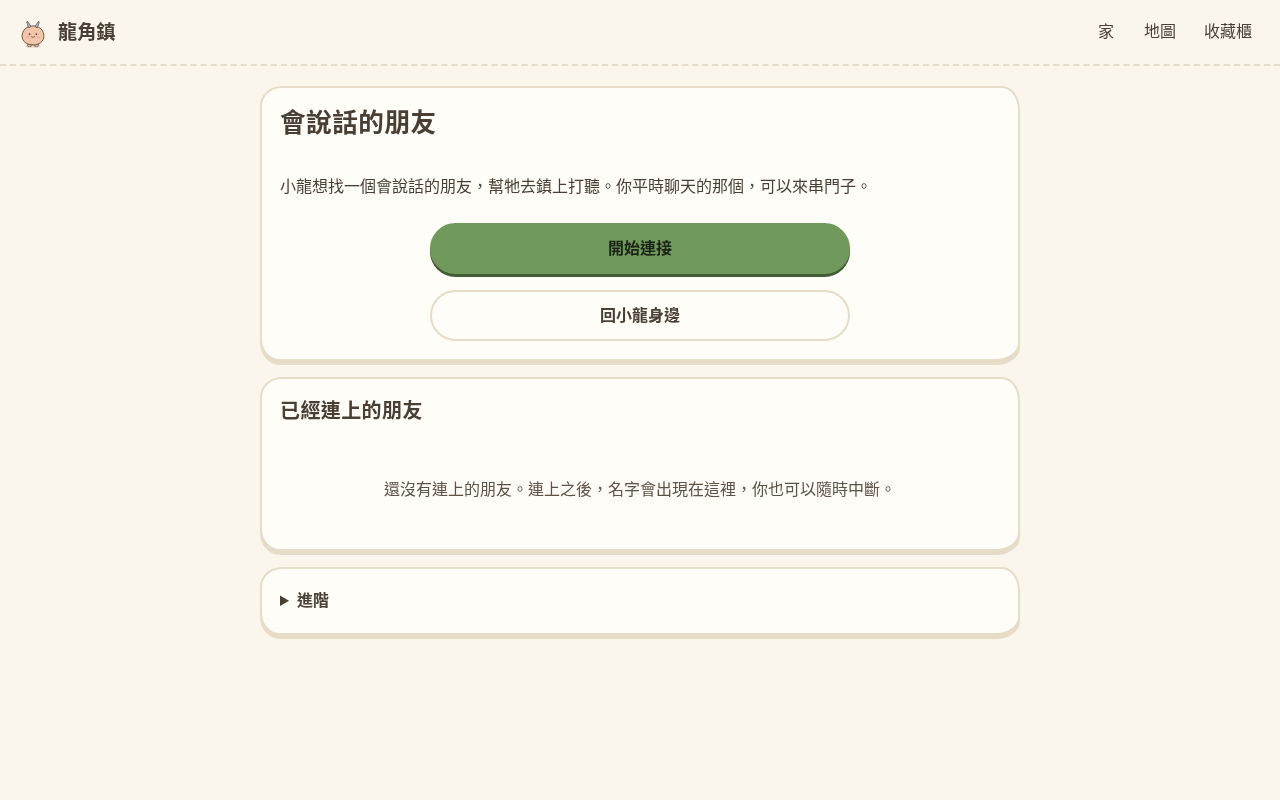 龍角鎮
家
地圖
收藏櫃
會說話的朋友
小龍想找一個會說話的朋友，幫牠去鎮上打聽。你平時聊天的那個，可以來串門子。
開始連接
回小龍身邊
已經連上的朋友
還沒有連上的朋友。連上之後，名字會出現在這裡，你也可以隨時中斷。
進階